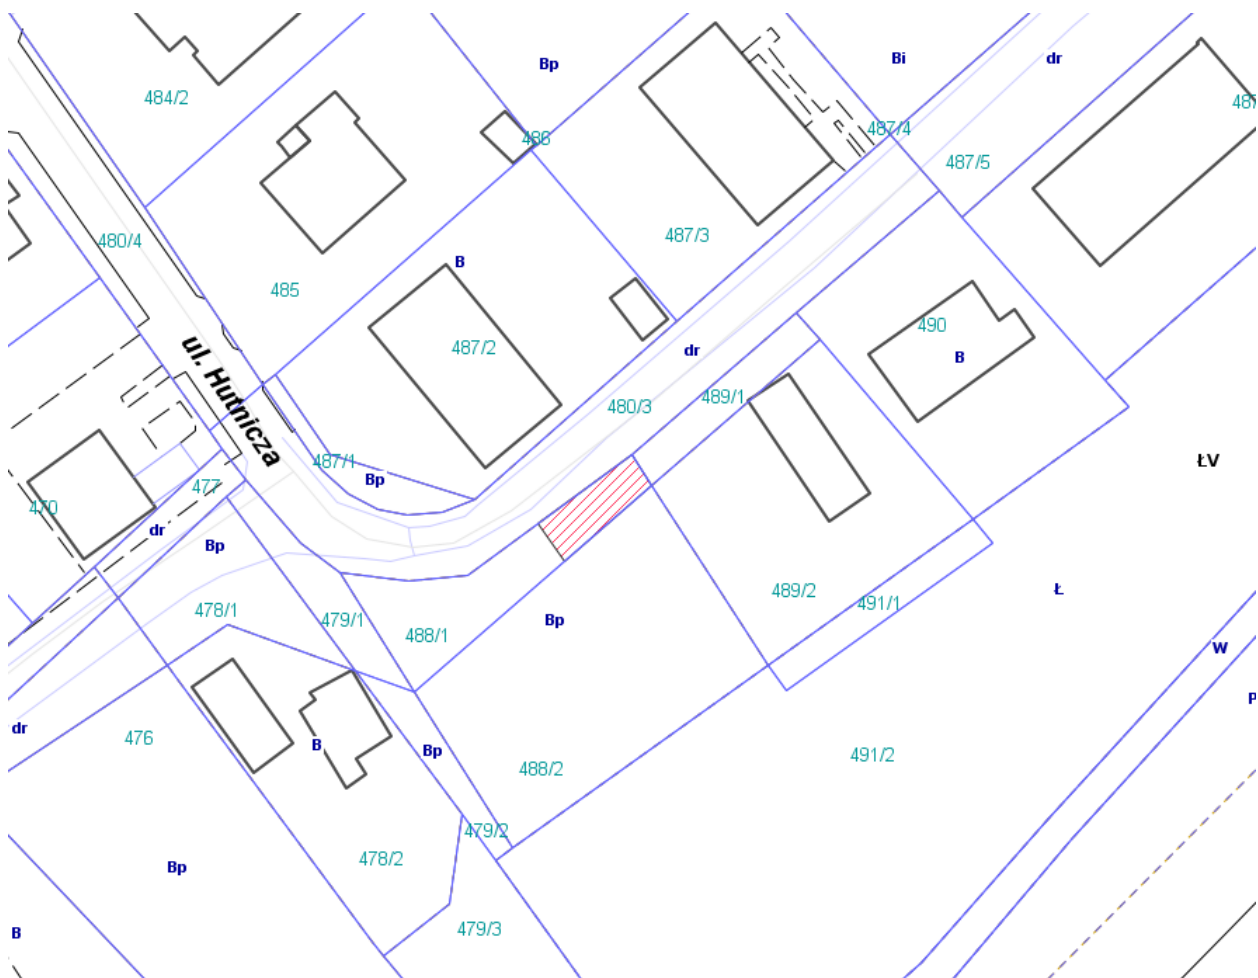 Bp
Bi
dr
484/2
487
486
487/4
487/5
480/4
487/3
B
485
490
ul. Hutnicza
487/2
dr
B
489/1
480/3
487/1
ŁV
Bp
477
470
dr
Bp
489/2
Ł
491/1
478/1
479/1
Bp
488/1
W
P
dr
476
B
Bp
491/2
488/2
479/2
478/2
Bp
479/3
B